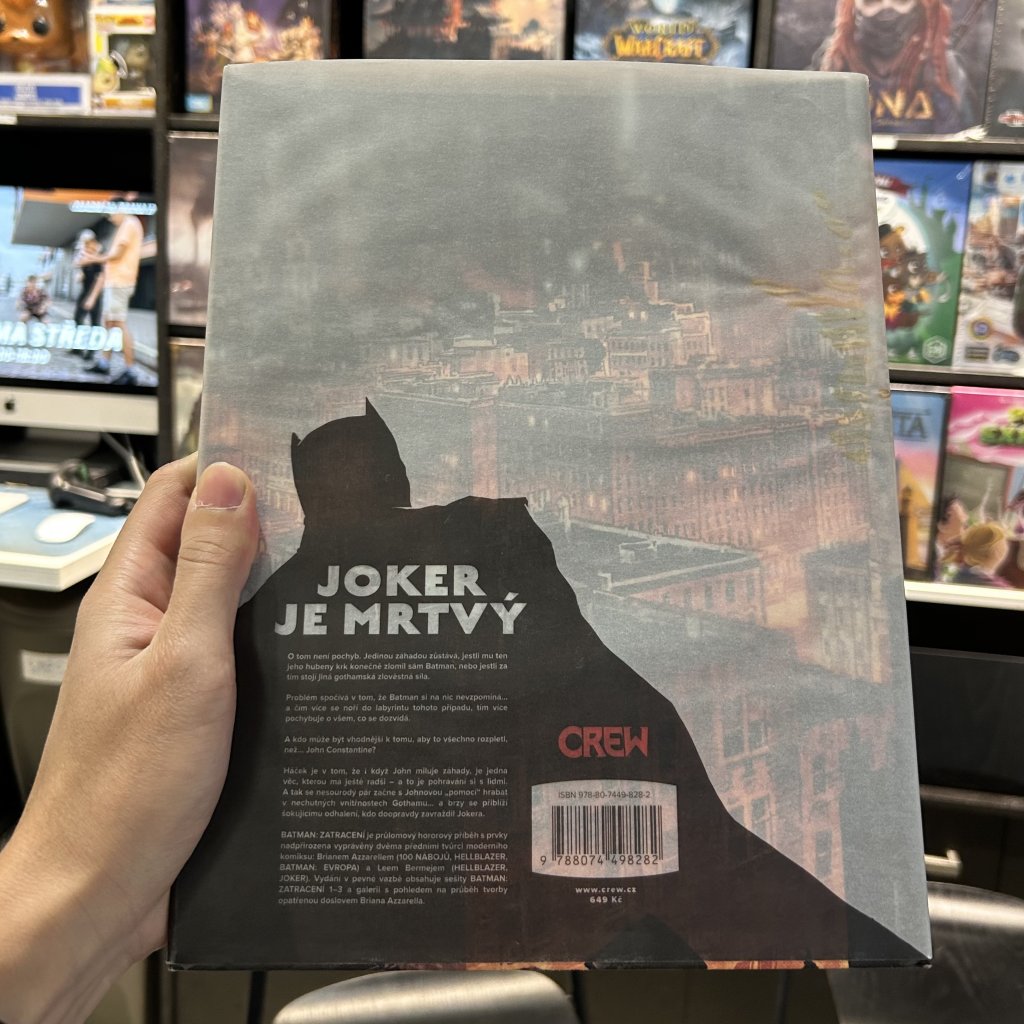 WORLD OF
WARCRAFT
MA STŘEDA
JOKER
JE MRTVÝ
O tom není pochyb. Jedinou záhadou zůstává, jestli mu ten
jeho hubený krk konečně zlomil sám Batman, nebo jestli za
tím stojí jiná gothamská zlověstná síla.
Problém spočívá v tom, že Batman si na nic nevzpomíná...
a čím více se noří do labyrintu tohoto případu, tím více
pochybuje o všem, co se dozvídá.
A kdo může být vhodnější k tomu, aby to všechno rozpletl,
než... John Constantine?
Háček je v tom, že i když John miluje záhady, je jedna
věc, kterou má ještě radši – a to je pohrávání si s lidmi.
A tak se nesourodý pár začne s Johnovou „pomocí“ hrabat
v nechutných vnitřnostech Gothamu... a brzy se přiblíží
šokujícímu odhalení, kdo doopravdy zavraždil Jokera.
BATMAN: ZATRACENÍ je průlomový hororový příběh s prvky
nadpřirozena vyprávěný dvěma předními tvůrci moderního
komiksu: Brianem Azzarellem (100 NÁBOJŮ, HELLBLAZER,
BATMAN: EVROPA) a Leem Bermejem (HELLBLAZER,
JOKER). Vydání v pevné vazbě obsahuje sešity BATMAN:
ZATRACENÍ 1–3 a galerii s pohledem na průběh tvorby
opatřenou doslovem Briana Azzarella.
CREW
ISBN 978-80-7449-828-2
9 788074 498282
www.crew.cz
649 Kč